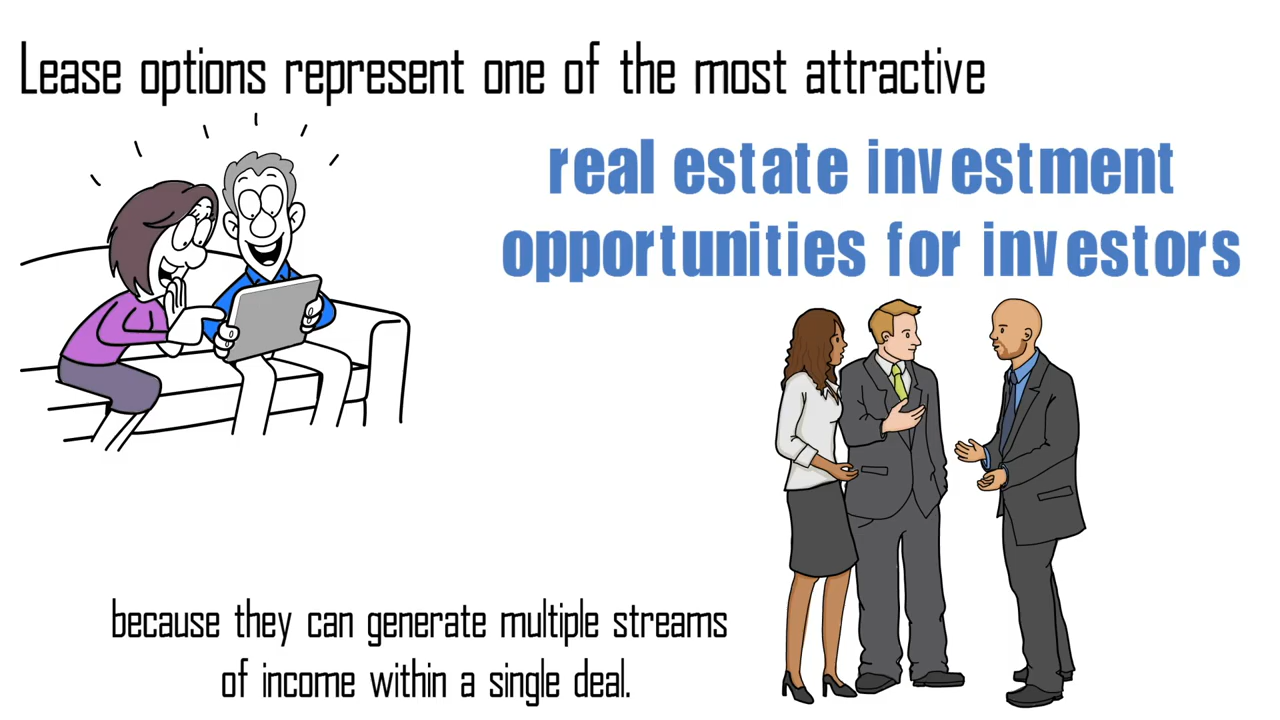 Lease options represent one of the most attractive
real estate investment
opportunities for investors
because they can generate multiple streams
of income within a single deal.